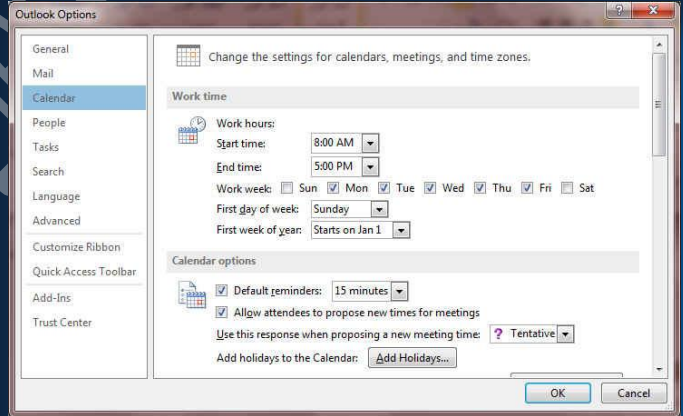 Outlook Options
General
Mail
Calendar
People
Tasks
Search
Language
Advanced
Customize Ribbon
Quick Access Toolbar
Add-Ins
Trust Center
Change the settings for calendars, meetings, and time zones.
Work time
Work hours:
Start time: 8:00 AM
End time: 5:00 PM
Work week: Sun Mon Tue Wed Thu Fri Sat
First day of week: Sunday
First week of year: Starts on Jan 1
Calendar options
Default reminders: 15 minutes
Allow attendees to propose new times for meetings
Use this response when proposing a new meeting time: ? Tentative
Add holidays to the Calendar: Add Holidays...
OK Cancel